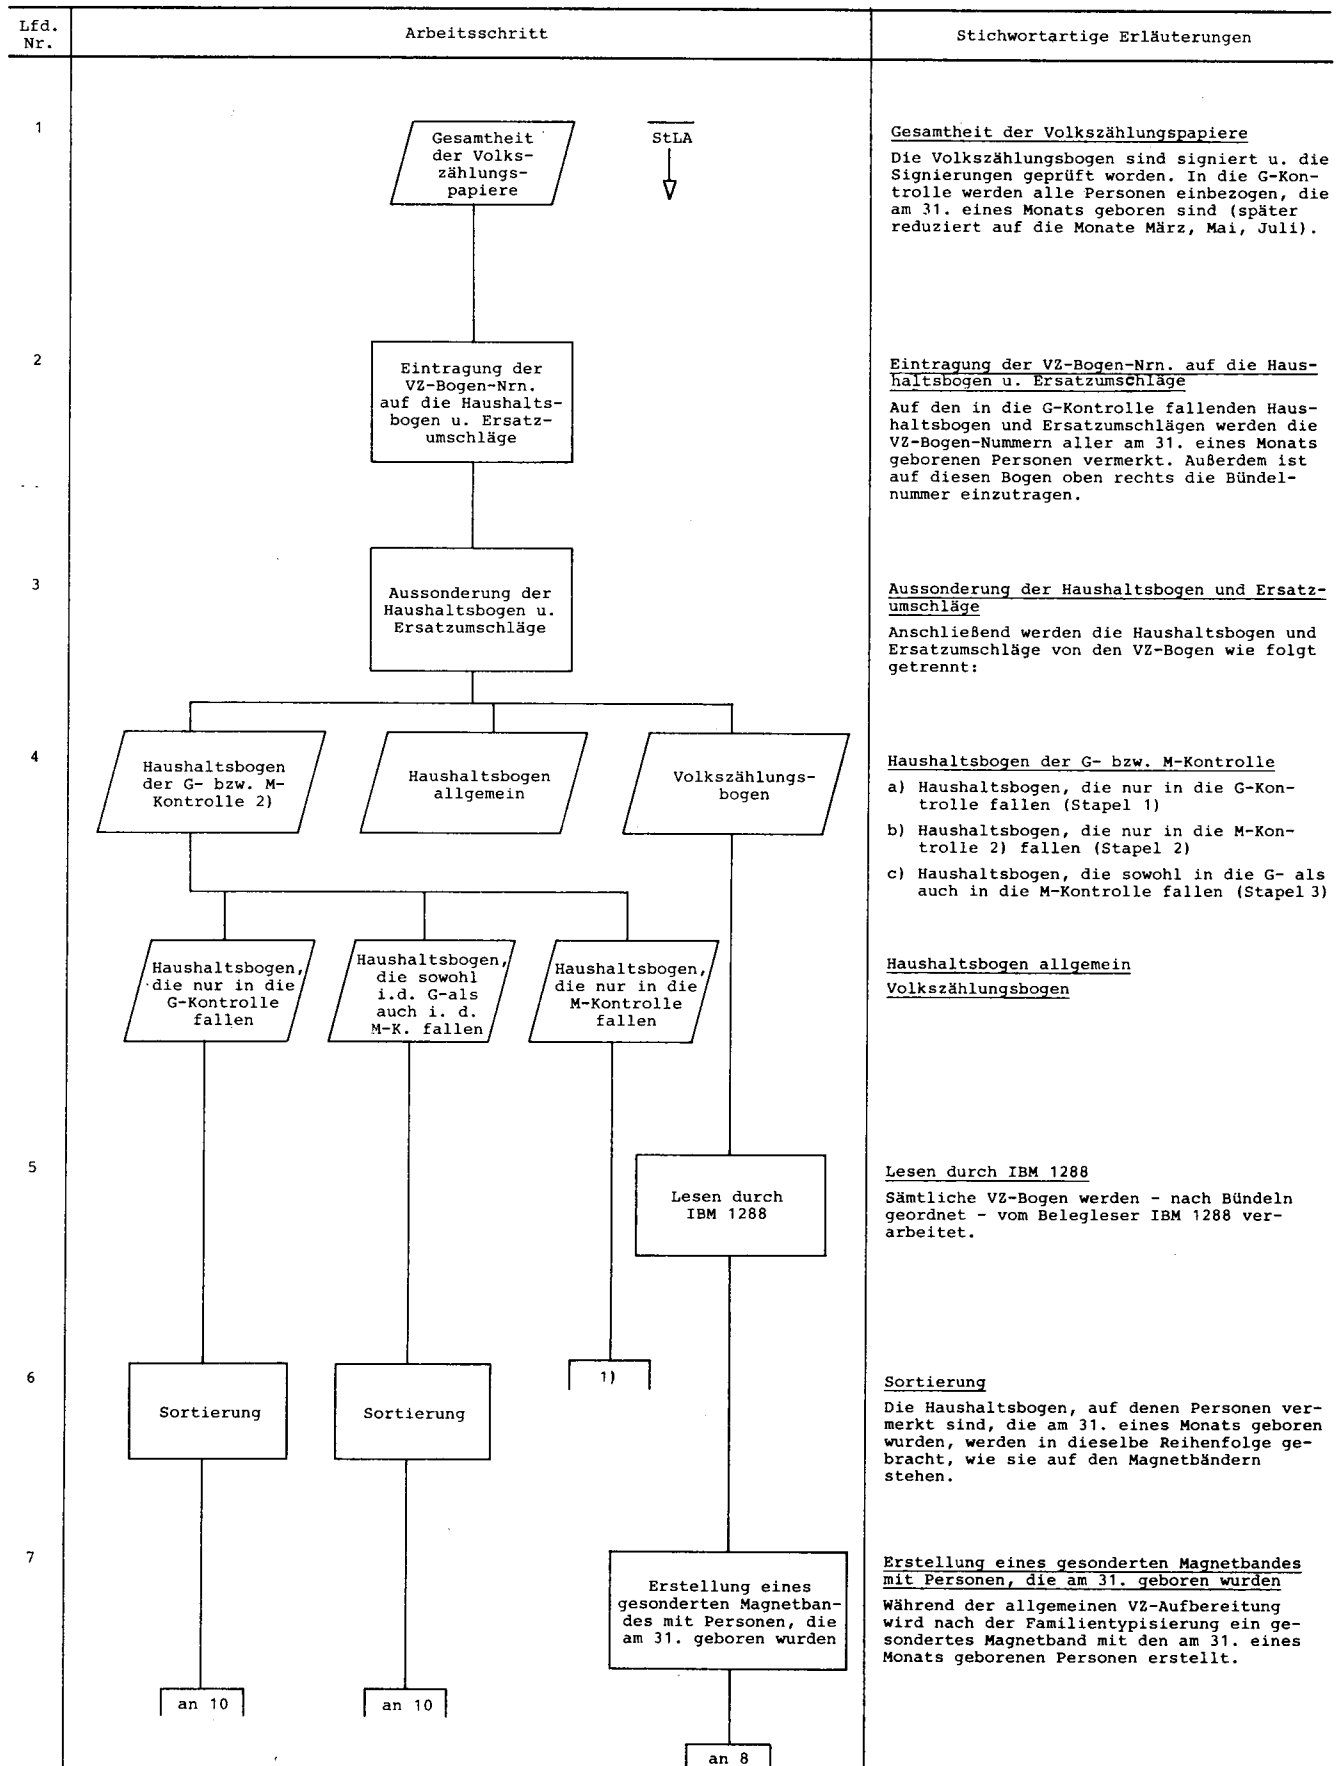 Lfd.
Nr.
Arbeitsschritt
Stichwortartige Erläuterungen
1
Gesamtheit
der Volks-
zählungs-
papiere
StLA
Gesamtheit der Volkszählungspapiere
Die Volkszählungsbogen sind signiert u. die
Signierungen geprüft worden. In die G-Kon-
trolle werden alle Personen einbezogen, die
am 31. eines Monats geboren sind (später
reduziert auf die Monate März, Mai, Juli).
2
Eintragung der
VZ-Bogen-Nrn.
auf die Haushalts-
bogen u. Ersatz-
umschläge
Eintragung der VZ-Bogen-Nrn. auf die Haus-
haltsbogen u. Ersatzumschläge
Auf den in die G-Kontrolle fallenden Haus-
haltsbogen und Ersatzumschlägen werden die
VZ-Bogen-Nummern aller am 31. eines Monats
geborenen Personen vermerkt. Außerdem ist
auf diesen Bogen oben rechts die Bündel-
nummer einzutragen.
3
Aussonderung der
Haushaltsbogen u.
Ersatzumschläge
Aussonderung der Haushaltsbogen und Ersatz-
umschläge
Anschließend werden die Haushaltsbogen und
Ersatzumschläge von den VZ-Bogen wie folgt
getrennt:
4
Haushaltsbogen
der G- bzw. M-
Kontrolle 2)
Haushaltsbogen
allgemein
Volkszählungs-
bogen
Haushaltsbogen der G- bzw. M-Kontrolle
a) Haushaltsbogen, die nur in die G-Kon-
trolle fallen (Stapel 1)
b) Haushaltsbogen, die nur in die M-Kon-
trolle 2) fallen (Stapel 2)
c) Haushaltsbogen, die sowohl in die G- als
auch in die M-Kontrolle fallen (Stapel 3)
Haushaltsbogen,
die nur in die
G-Kontrolle
fallen
Haushaltsbogen,
die sowohl
i.d. G-als
auch i. d.
M-K. fallen
Haushaltsbogen,
die nur in die
M-Kontrolle
fallen
Haushaltsbogen allgemein
Volkszählungsbogen
5
Lesen durch
IBM 1288
Lesen durch IBM 1288
Sämtliche VZ-Bogen werden - nach Bündeln
geordnet - vom Belegleser IBM 1288 ver-
arbeitet.
6
Sortierung
Sortierung
1)
Sortierung
Die Haushaltsbogen, auf denen Personen ver-
merkt sind, die am 31. eines Monats geboren
wurden, werden in dieselbe Reihenfolge ge-
bracht, wie sie auf den Magnetbändern
stehen.
7
Erstellung eines
gesonderten Magnetban-
des mit Personen, die
am 31. geboren wurden
Erstellung eines gesonderten Magnetbandes
mit Personen, die am 31. geboren wurden
Während der allgemeinen VZ-Aufbereitung
wird nach der Familientypisierung ein ge-
sondertes Magnetband mit den am 31. eines
Monats geborenen Personen erstellt.
an 10
an 10
an 8